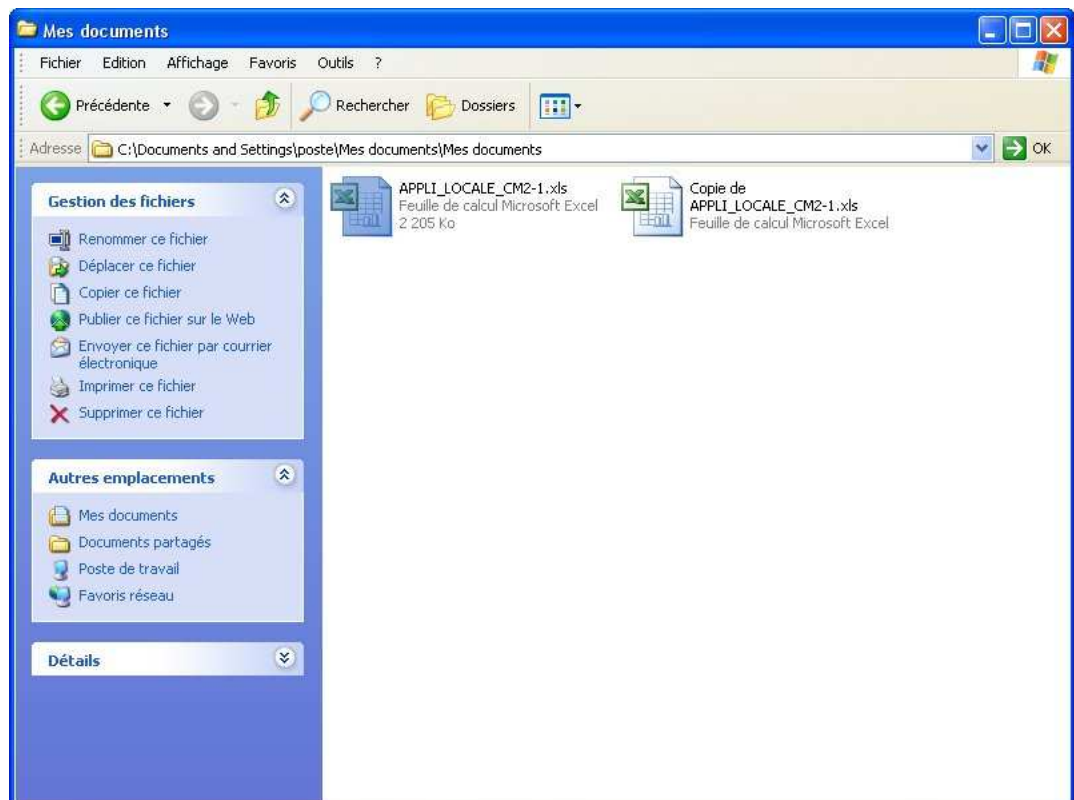 Mes documents
Fichier Edition Affichage Favoris Outils ?
Précédente Rechercher Dossiers
Adresse C:\Documents and Settings\poste\Mes documents\Mes documents OK
Gestion des fichiers
Renommer ce fichier
Déplacer ce fichier
Copier ce fichier
Publier ce fichier sur le Web
Envoyer ce fichier par courrier
électronique
Imprimer ce fichier
Supprimer ce fichier
Autres emplacements
Mes documents
Documents partagés
Poste de travail
Favoris réseau
Détails
APPLI_LOCALE_CM2-1.xls
Feuille de calcul Microsoft Excel
2 205 Ko
Copie de
APPLI_LOCALE_CM2-1.xls
Feuille de calcul Microsoft Excel